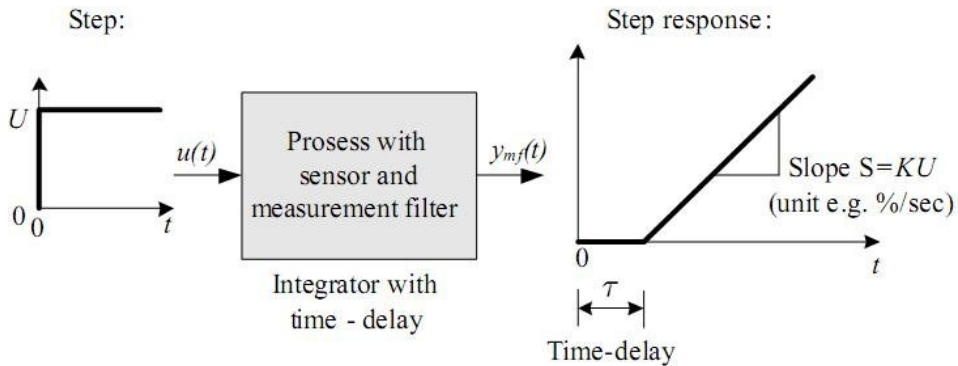 Step:
Step response:
U
0
0
t
u(t)
Prosess with
sensor and
measurement filter
y_mf(t)
Integrator with
time - delay
Slope S=KU
(unit e.g. %/sec)
0
t
τ
Time-delay